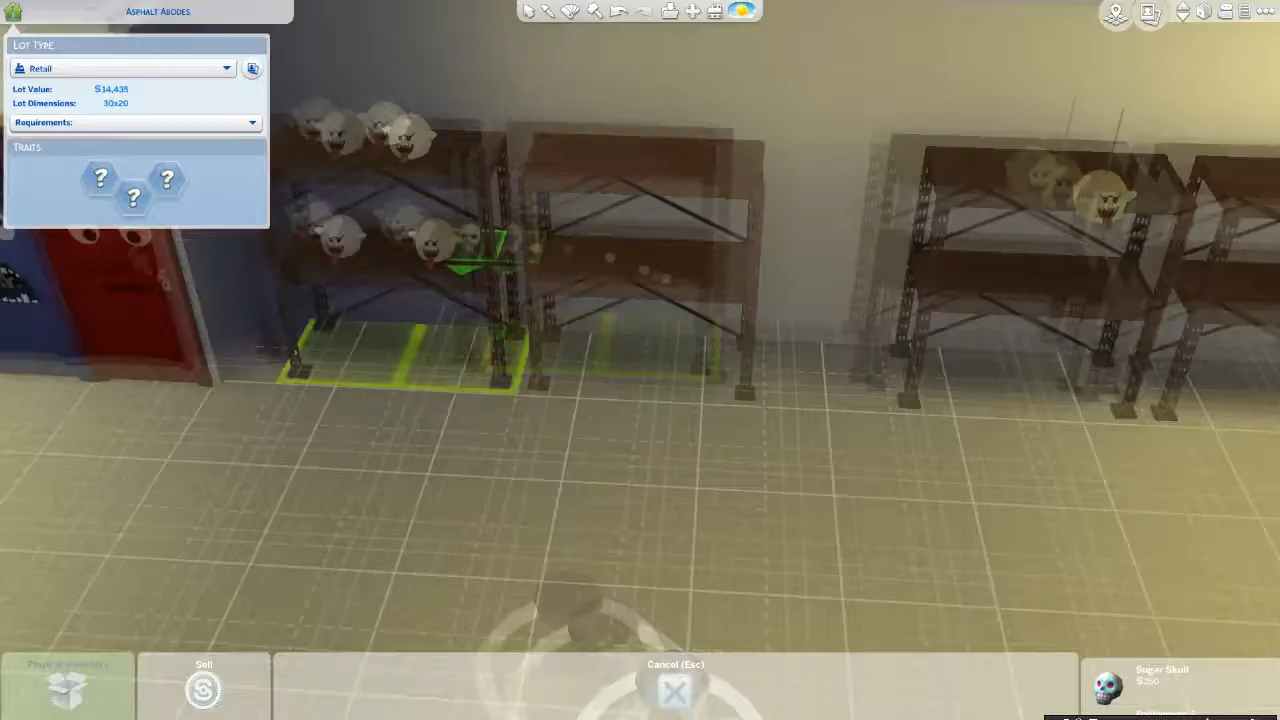 ASPHALT ABODES
LOT TYPE
Retail
Lot Value: §14,435
Lot Dimensions: 30x20
Requirements:
TRAITS
? ? ?
Sell
Cancel (Esc)
Sugar Skull
§250